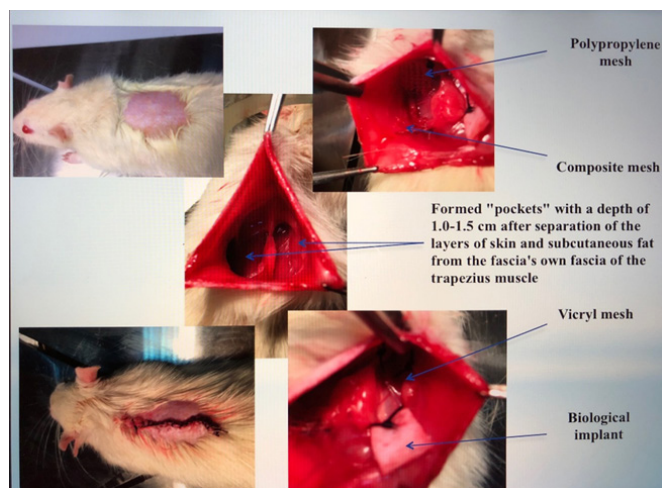 Polypropylene
mesh
Composite mesh
Formed "pockets" with a depth of
1.0-1.5 cm after separation of the
layers of skin and subcutaneous fat
from the fascia's own fascia of the
trapezius muscle
Vicryl mesh
Biological
implant